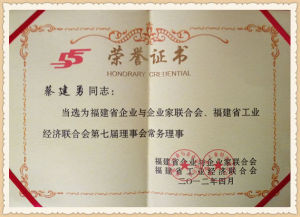 荣誉证书
HONORARY CREDENTIAL
蔡建勇同志：
当选为福建省企业与企业家联合会、福建省工业
经济联合会第七届理事会常务理事
福建省企业与企业家联合会
福建省工业经济联合会
二〇一二年四月